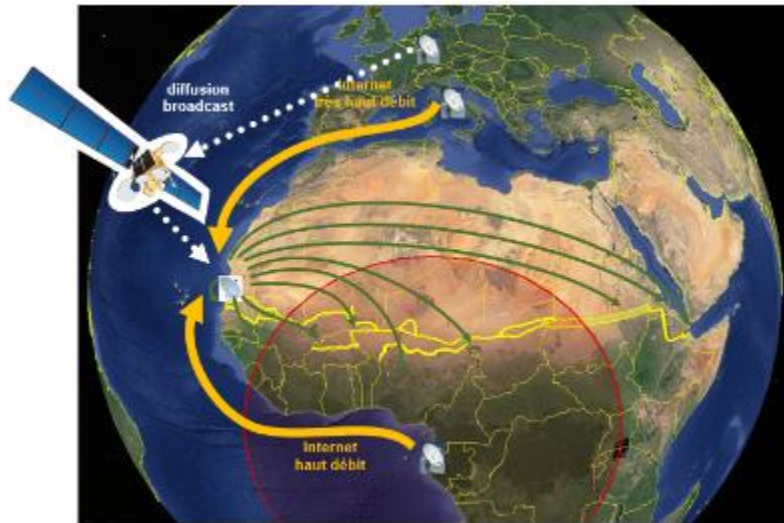 diffusion
broadcast
Internet
très haut débit
Internet
haut débit